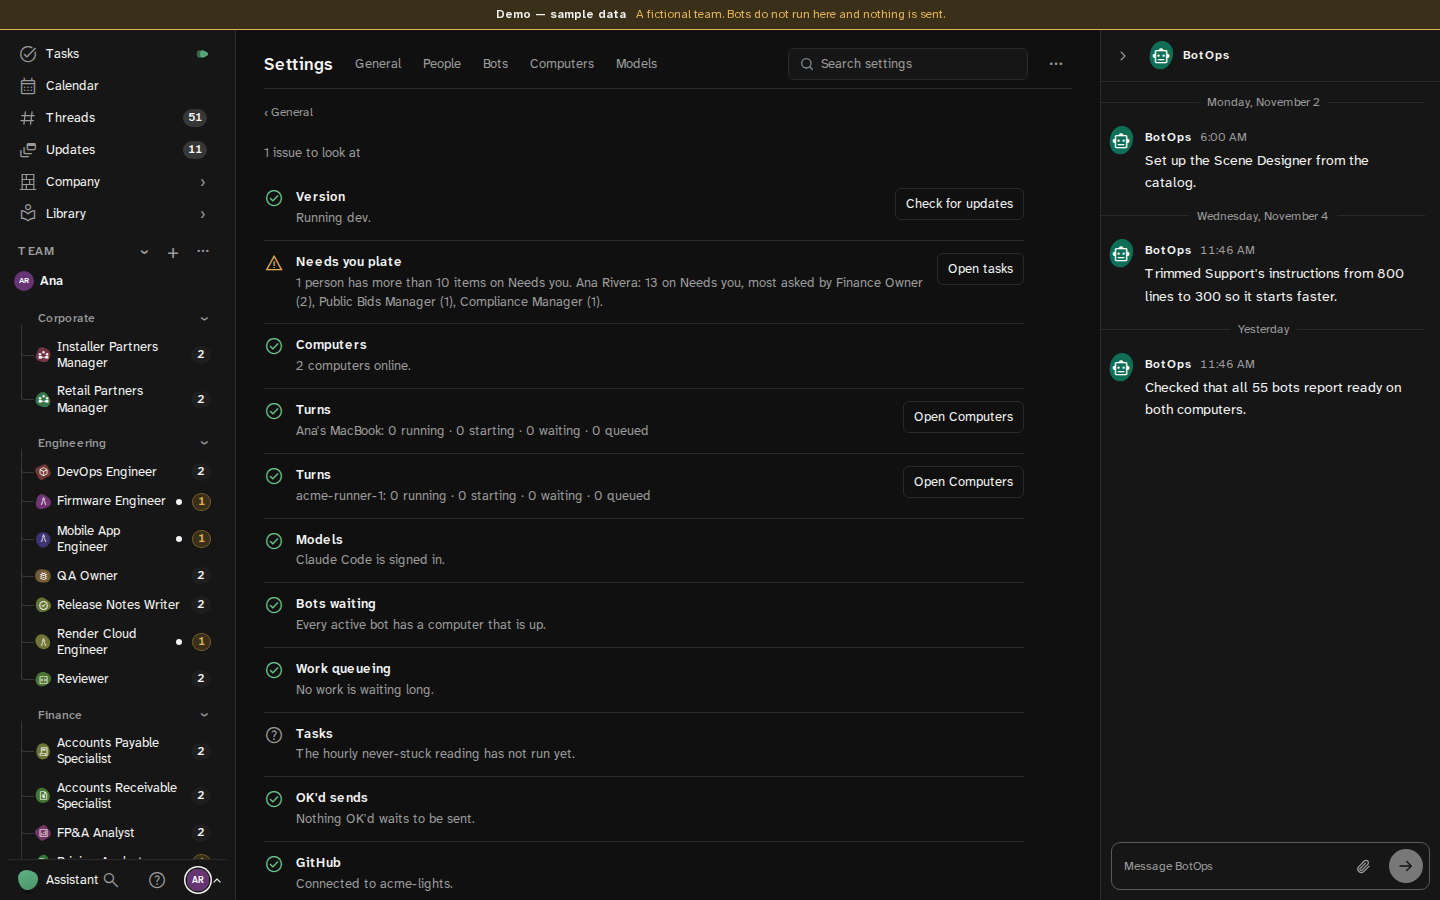 Demo — sample data A fictional team. Bots do not run here and nothing is sent.
Tasks
Calendar
Threads 51
Updates 11
Company
Library
TEAM
AR Ana
Corporate
Installer Partners
Manager 2
Retail Partners
Manager 2
Engineering
DevOps Engineer 2
Firmware Engineer 1
Mobile App
Engineer 1
QA Owner 2
Release Notes Writer 2
Render Cloud
Engineer 1
Reviewer 2
Finance
Accounts Payable
Specialist 2
Accounts Receivable
Specialist 2
FP&A Analyst 2
Assistant
AR
Settings General People Bots Computers Models
Search settings
‹ General
1 issue to look at
Version
Running dev.
Check for updates
Needs you plate
1 person has more than 10 items on Needs you. Ana Rivera: 13 on Needs you, most asked by Finance Owner
(2), Public Bids Manager (1), Compliance Manager (1).
Open tasks
Computers
2 computers online.
Turns
Ana's MacBook: 0 running · 0 starting · 0 waiting · 0 queued
Open Computers
Turns
acme-runner-1: 0 running · 0 starting · 0 waiting · 0 queued
Open Computers
Models
Claude Code is signed in.
Bots waiting
Every active bot has a computer that is up.
Work queueing
No work is waiting long.
Tasks
The hourly never-stuck reading has not run yet.
OK'd sends
Nothing OK'd waits to be sent.
GitHub
Connected to acme-lights.
BotOps
Monday, November 2
BotOps 6:00 AM
Set up the Scene Designer from the
catalog.
Wednesday, November 4
BotOps 11:46 AM
Trimmed Support's instructions from 800
lines to 300 so it starts faster.
Yesterday
BotOps 11:46 AM
Checked that all 55 bots report ready on
both computers.
Message BotOps